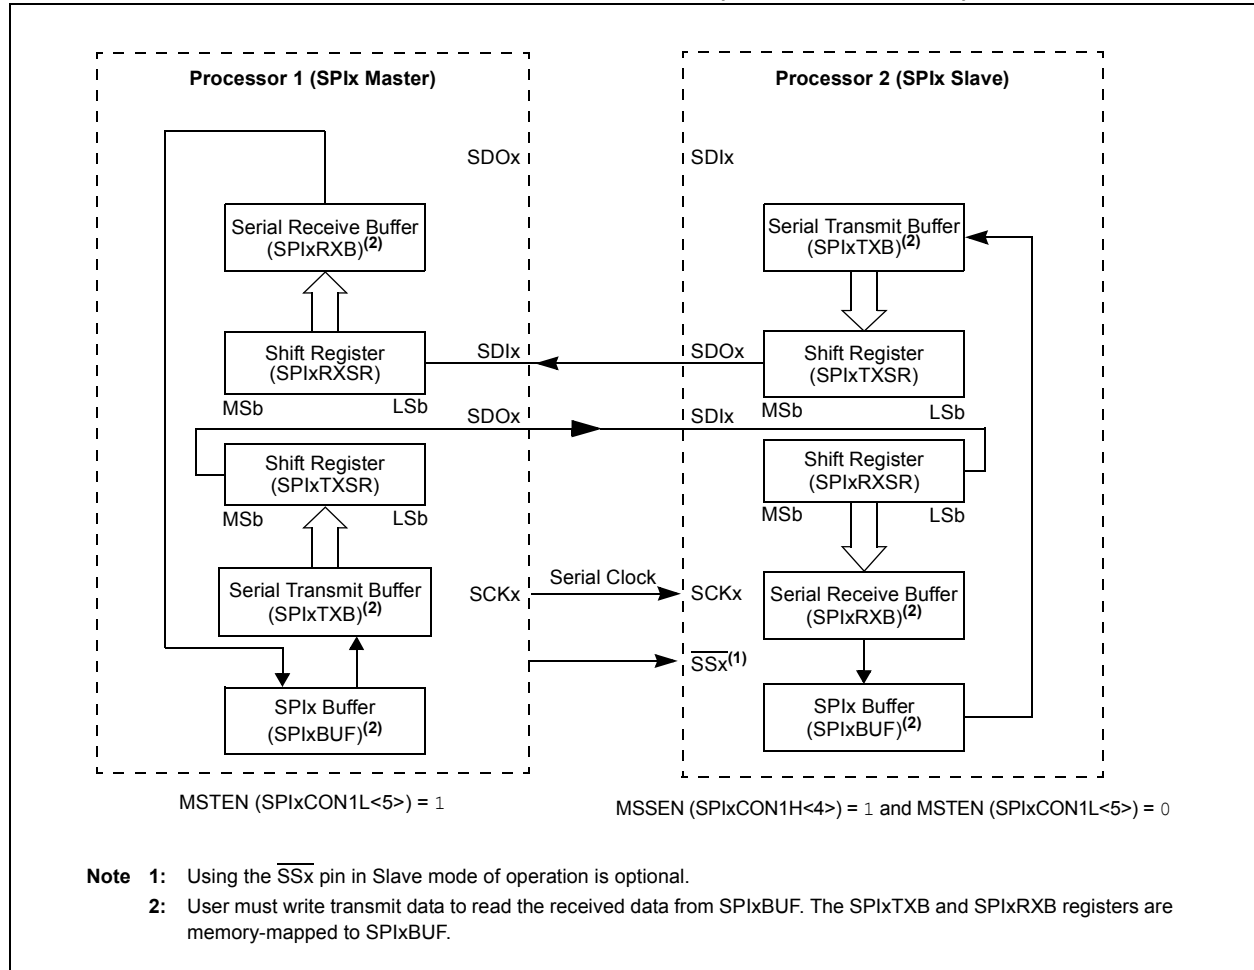 Processor 1 (SPIx Master)
Processor 2 (SPIx Slave)
SDOx
SDIx
Serial Receive Buffer
(SPIxRXB)(2)
Serial Transmit Buffer
(SPIxTXB)(2)
Shift Register
(SPIxRXSR)
SDIx
SDOx
Shift Register
(SPIxTXSR)
MSb
LSb
MSb
LSb
SDOx
SDIx
Shift Register
(SPIxTXSR)
Shift Register
(SPIxRXSR)
MSb
LSb
MSb
LSb
Serial Transmit Buffer
(SPIxTXB)(2)
SCKx
Serial Clock
SCKx
Serial Receive Buffer
(SPIxRXB)(2)
SSx(1)
SPIx Buffer
(SPIxBUF)(2)
SPIx Buffer
(SPIxBUF)(2)
MSTEN (SPIxCON1L<5>) = 1
MSSEN (SPIxCON1H<4>) = 1 and MSTEN (SPIxCON1L<5>) = 0
Note 1: Using the SSx pin in Slave mode of operation is optional.
2: User must write transmit data to read the received data from SPIxBUF. The SPIxTXB and SPIxRXB registers are
memory-mapped to SPIxBUF.